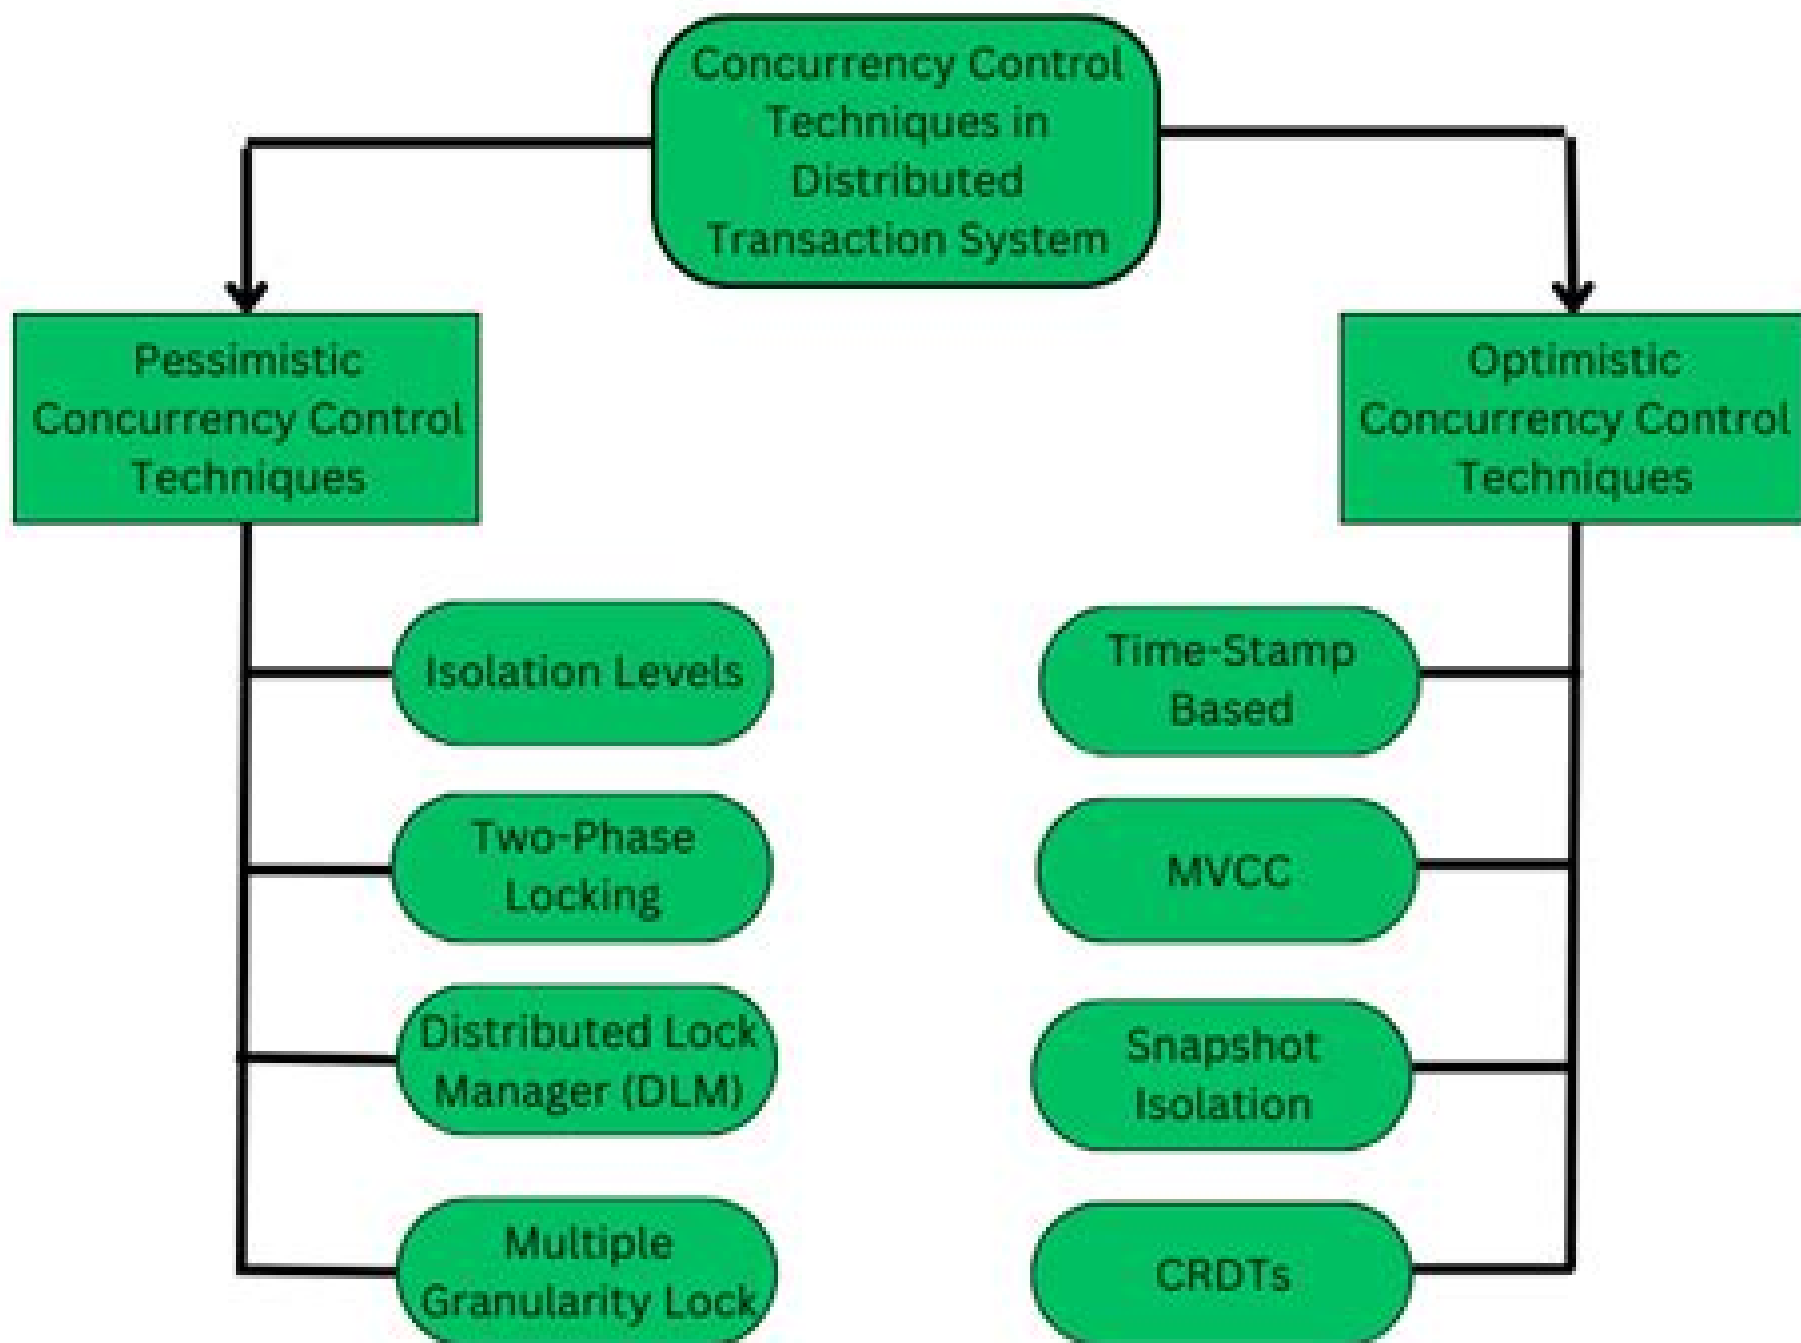 Concurrency Control
Techniques in
Distributed
Transaction System
Pessimistic
Concurrency Control
Techniques
Optimistic
Concurrency Control
Techniques
Isolation Levels
Two-Phase
Locking
Distributed Lock
Manager (DLM)
Multiple
Granularity Lock
Time-Stamp
Based
MVCC
Snapshot
Isolation
CRDTs